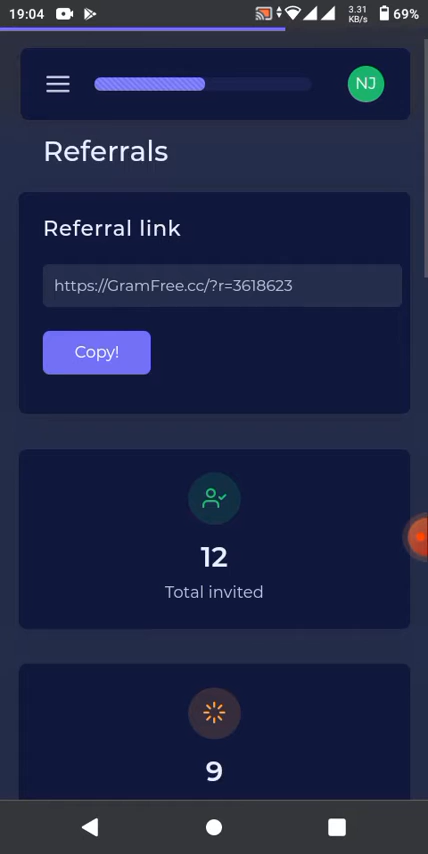 19:04
3.31
KB/s
69%
NJ
Referrals
Referral link
https://GramFree.cc/?r=3618623
Copy!
12
Total invited
9